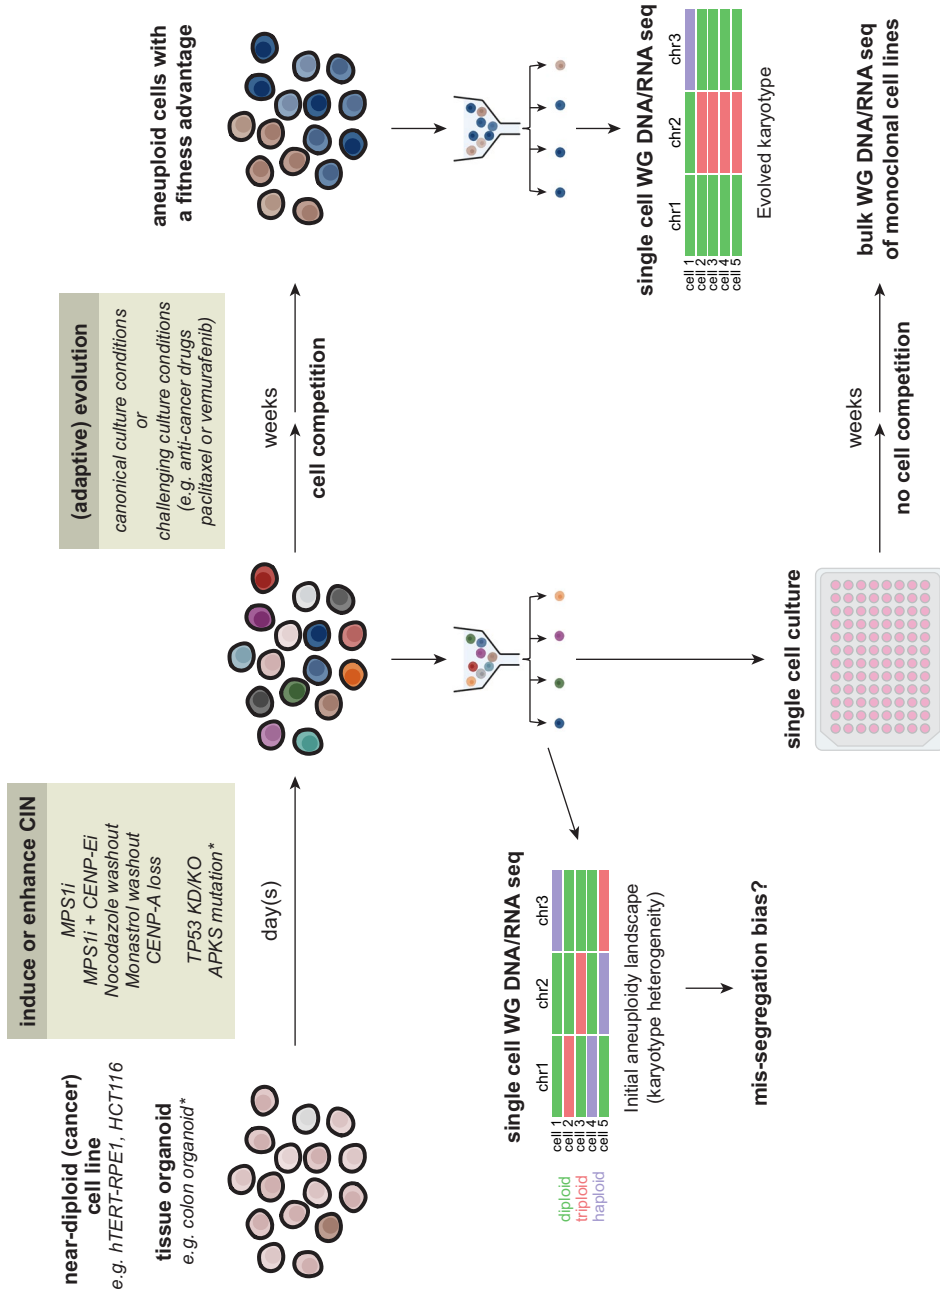 near-diploid (cancer)
cell line
e.g. hTERT-RPE1, HCT116
tissue organoid
e.g. colon organoid*
induce or enhance CIN
MPS1i
MPS1i + CENP-Ei
Nocodazole washout
Monastrol washout
CENP-A loss
TP53 KD/KO
APKS mutation*
day(s)
(adaptive) evolution
canonical culture conditions
or
challenging culture conditions
(e.g. anti-cancer drugs
paclitaxel or vemurafenib)
weeks
cell competition
aneuploid cells with
a fitness advantage
single cell WG DNA/RNA seq
chr1
chr2
chr3
cell 1
cell 2
cell 3
cell 4
cell 5
diploid
triploid
haploid
Initial aneuploidy landscape
(karyotype heterogeneity)
mis-segregation bias?
single cell WG DNA/RNA seq
chr1
chr2
chr3
cell 1
cell 2
cell 3
cell 4
cell 5
Evolved karyotype
single cell culture
weeks
no cell competition
bulk WG DNA/RNA seq
of monoclonal cell lines